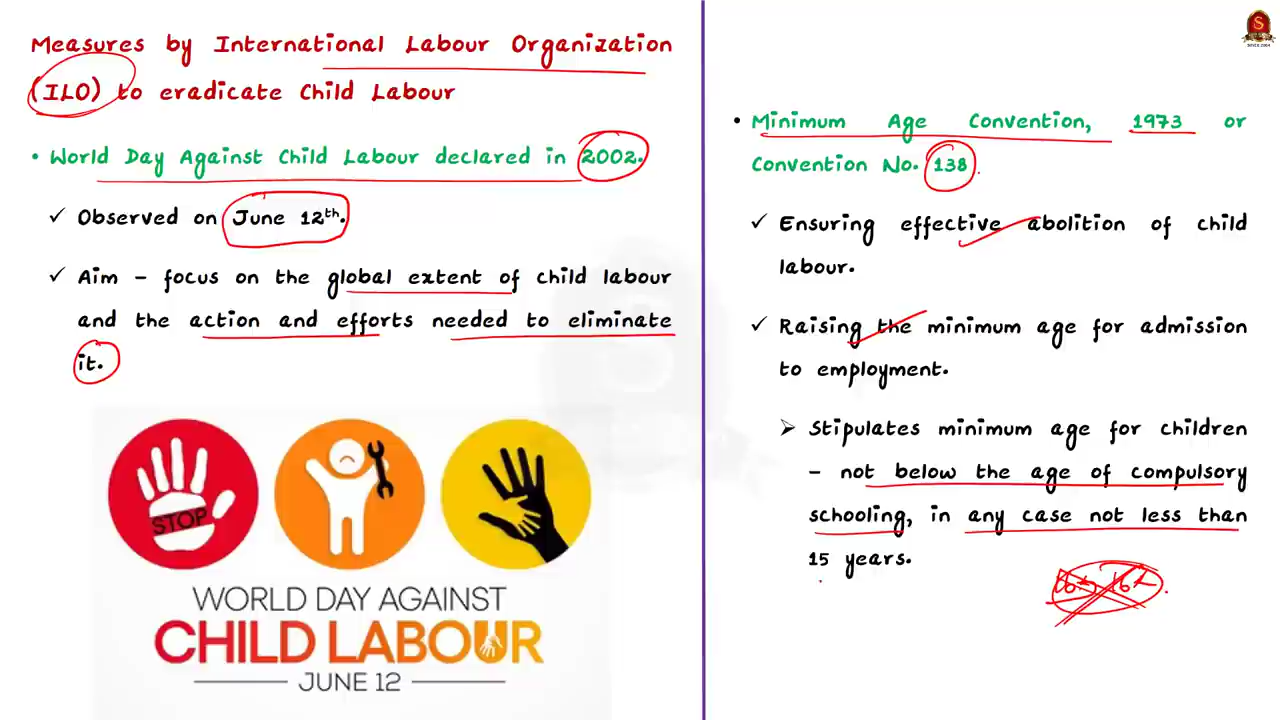 Measures by International Labour Organization
(ILO) to eradicate Child Labour
• World Day Against Child Labour declared in 2002.
✓ Observed on June 12th.
✓ Aim – focus on the global extent of child labour
and the action and efforts needed to eliminate
it.
STOP
WORLD DAY AGAINST
CHILD LABOUR
JUNE 12
• Minimum Age Convention, 1973 or
Convention No. 138
✓ Ensuring effective abolition of child
labour.
✓ Raising the minimum age for admission
to employment.
➢ Stipulates minimum age for children
– not below the age of compulsory
schooling, in any case not less than
15 years.